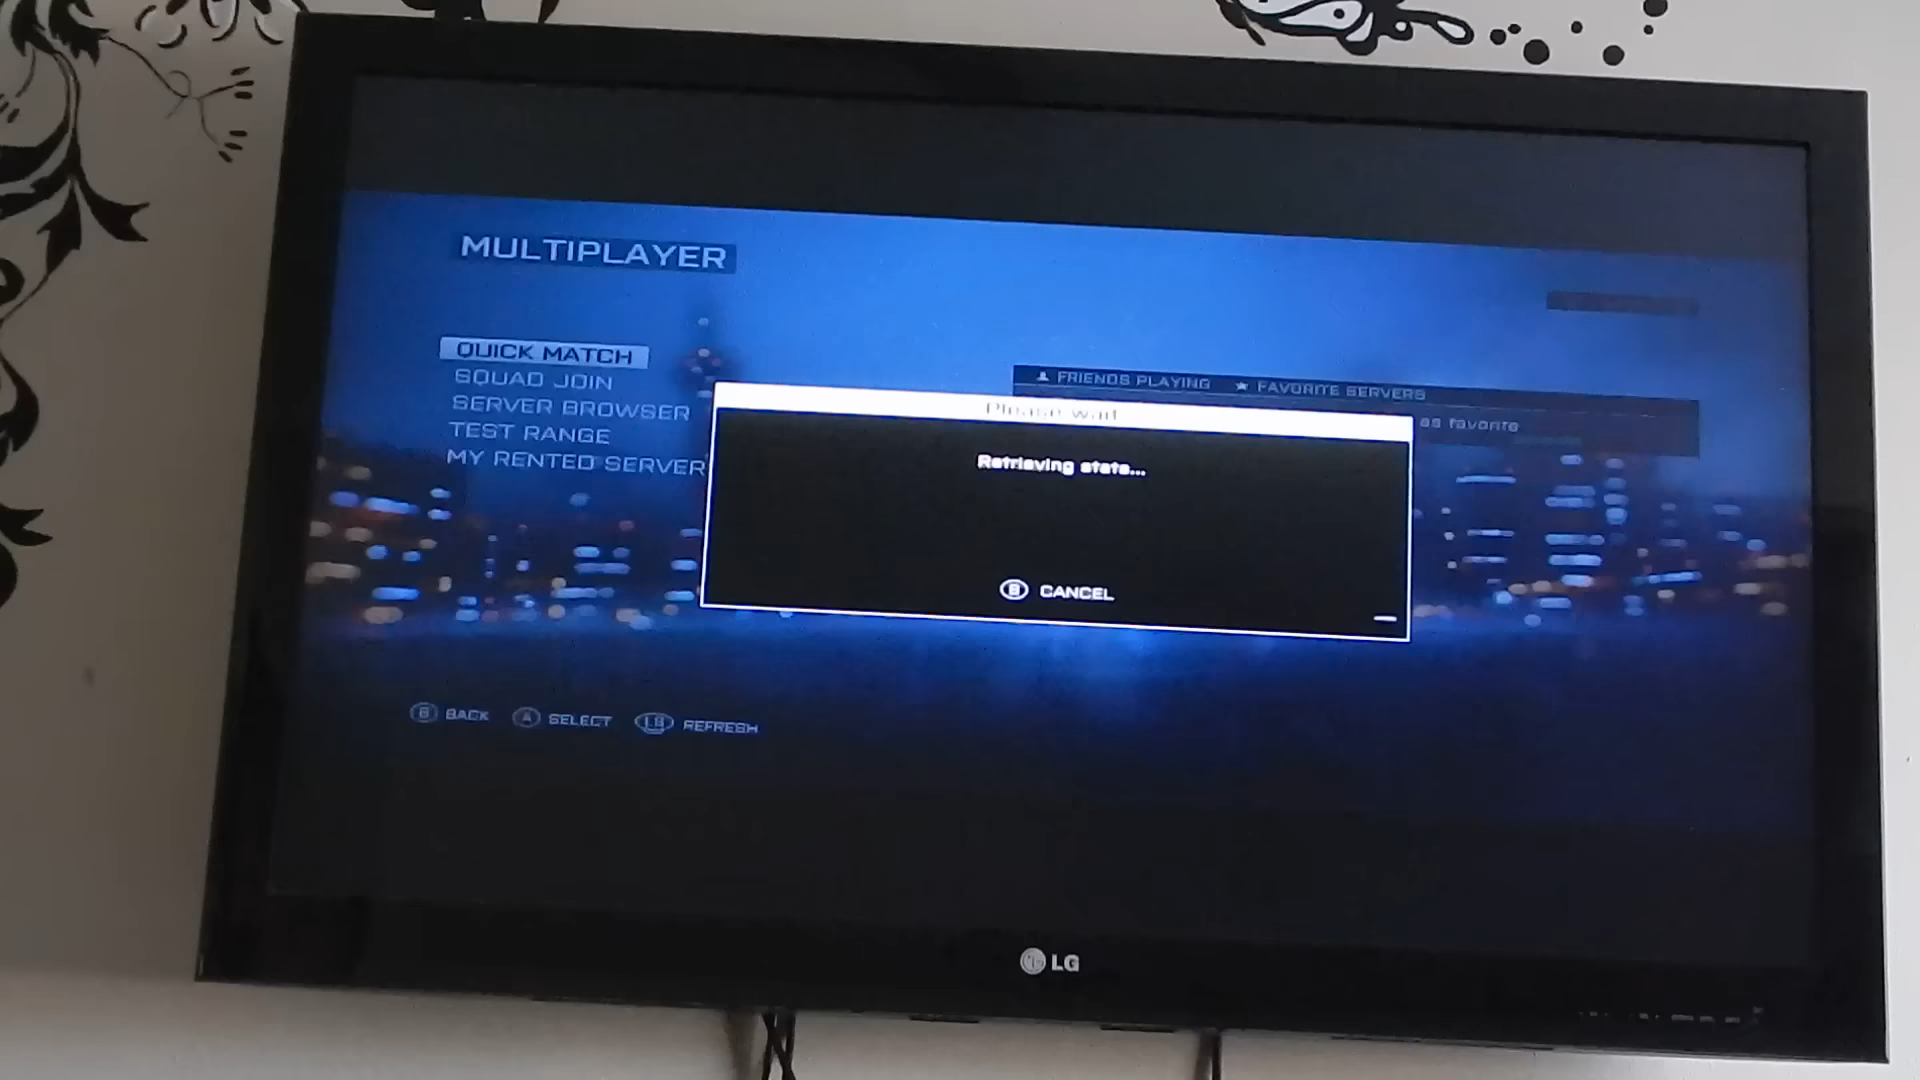 MULTIPLAYER
QUICK MATCH
SQUAD JOIN
SERVER BROWSER
TEST RANGE
MY RENTED SERVER
FRIENDS PLAYING
FAVORITE SERVERS
as favorite
Please wait
Retrieving stats...
B CANCEL
B BACK
A SELECT
LS REFRESH
LG